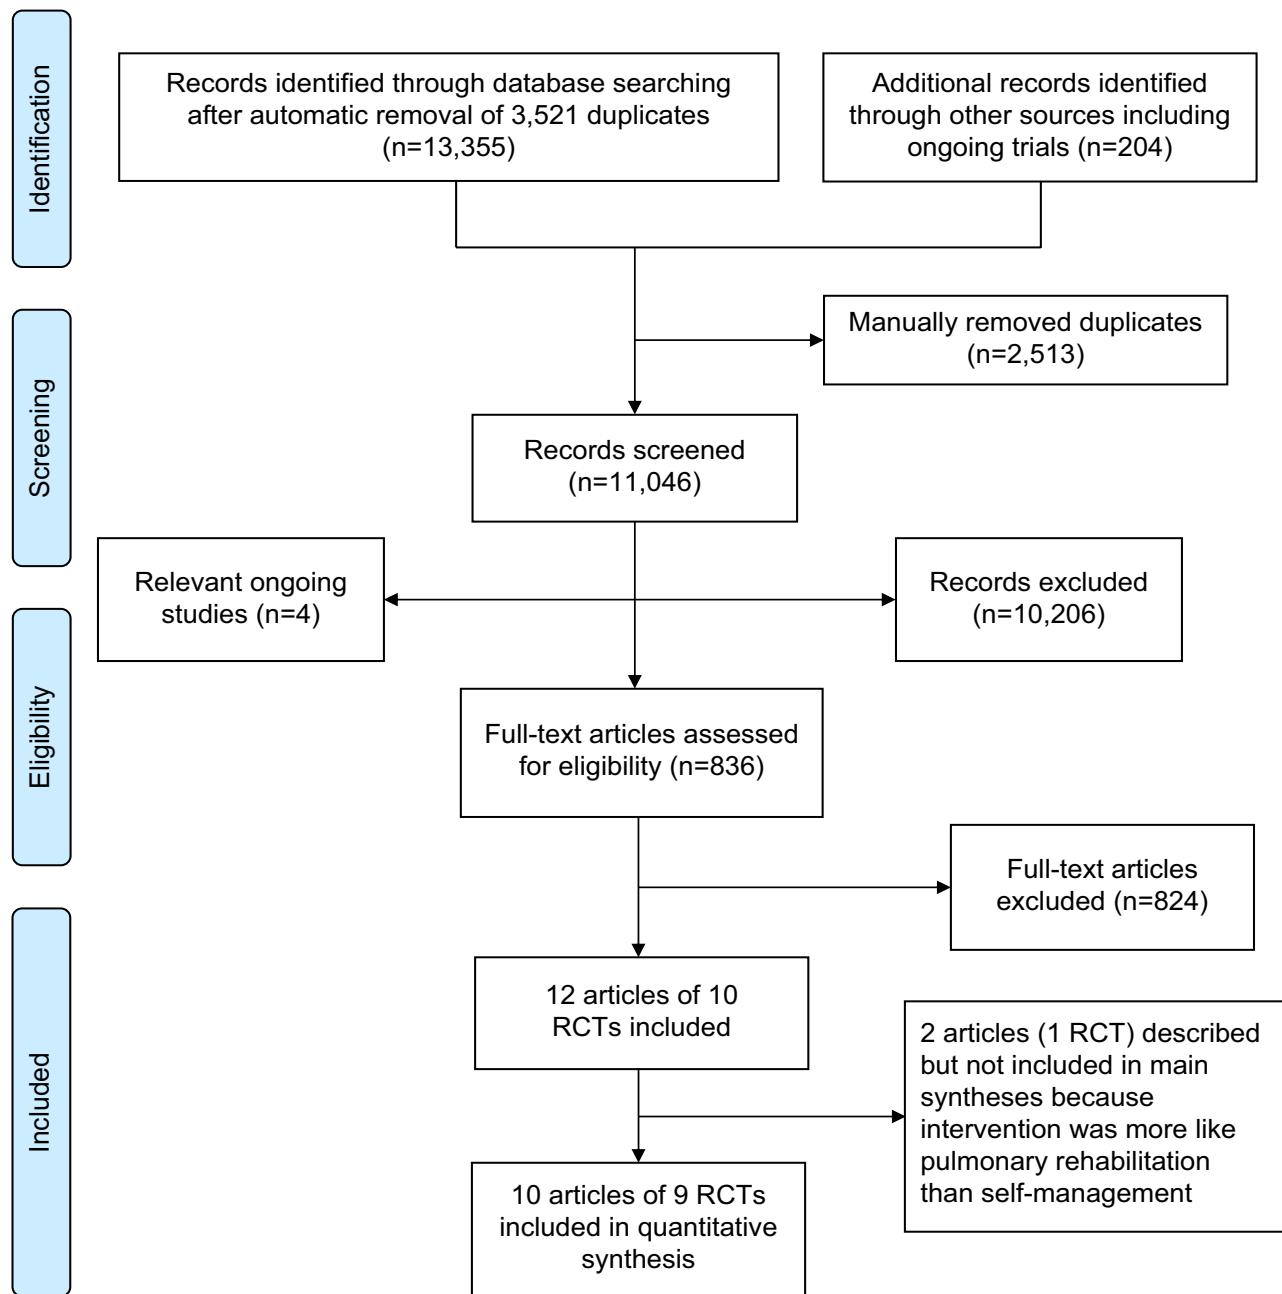 Identification
Records identified through database searching
after automatic removal of 3,521 duplicates
(n=13,355)
Additional records identified
through other sources including
ongoing trials (n=204)
Screening
Manually removed duplicates
(n=2,513)
Records screened
(n=11,046)
Relevant ongoing
studies (n=4)
Records excluded
(n=10,206)
Eligibility
Full-text articles assessed
for eligibility (n=836)
Full-text articles
excluded (n=824)
Included
12 articles of 10
RCTs included
2 articles (1 RCT) described
but not included in main
syntheses because
intervention was more like
pulmonary rehabilitation
than self-management
10 articles of 9 RCTs
included in quantitative
synthesis